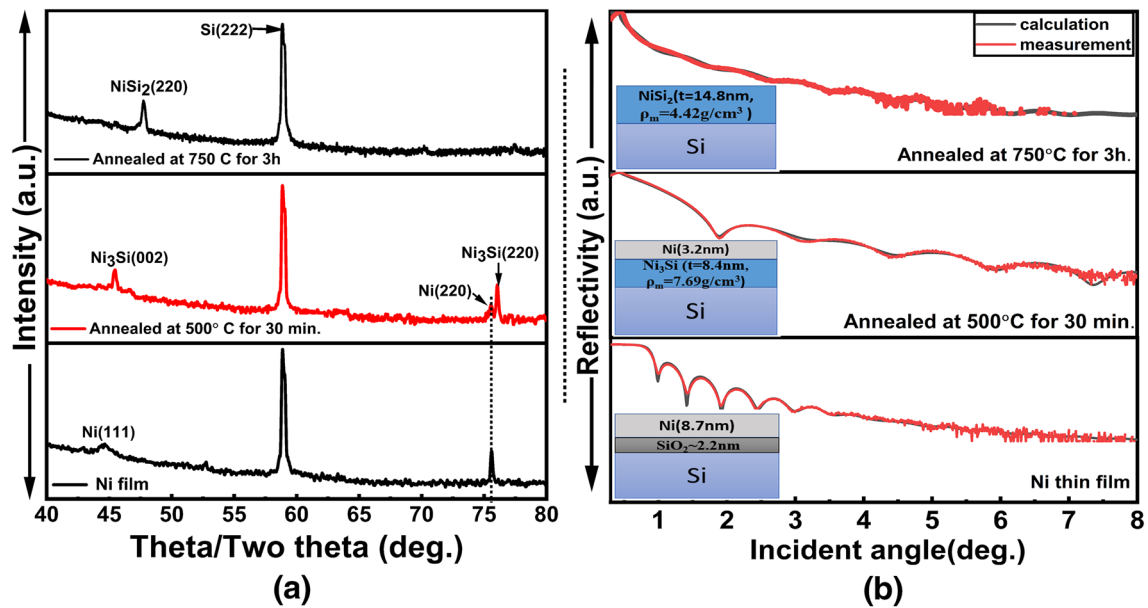 Intensity (a.u.)
Si(222)
NiSi2(220)
Annealed at 750 C for 3h
Ni3Si(002)
Ni3Si(220)
Ni(220)
Annealed at 500° C for 30 min.
Ni(111)
Ni film
40 45 50 55 60 65 70 75 80
Theta/Two theta (deg.)
(a)
Reflectivity (a.u.)
calculation
measurement
NiSi2(t=14.8nm,
ρm=4.42g/cm3 )
Si
Annealed at 750°C for 3h.
Ni(3.2nm)
Ni3Si (t=8.4nm,
ρm=7.69g/cm3)
Si
Annealed at 500°C for 30 min.
Ni(8.7nm)
SiO2~2.2nm
Si
Ni thin film
1 2 3 4 5 6 7 8
Incident angle(deg.)
(b)